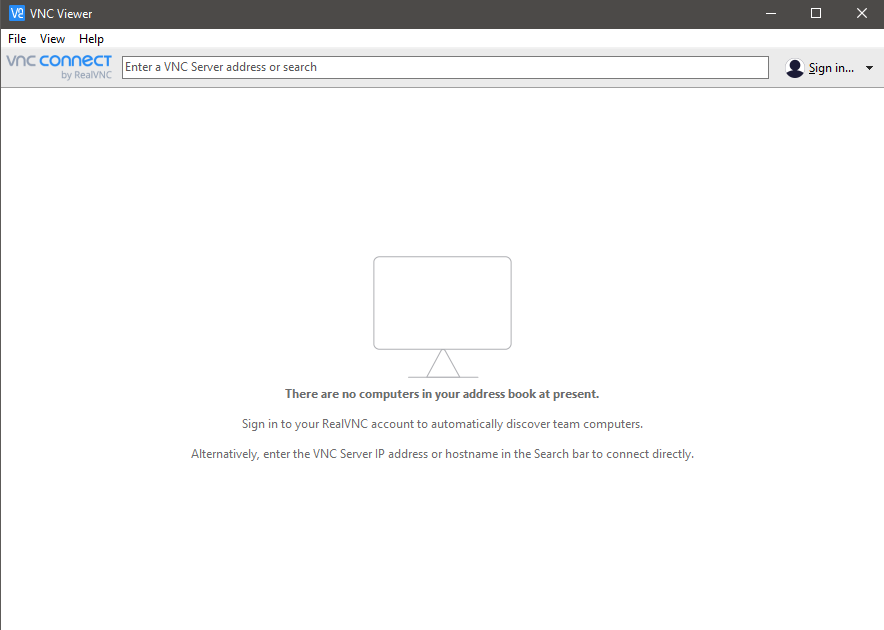 VNC Viewer
File View Help
vnc connect
by RealVNC
Enter a VNC Server address or search
Sign in...
There are no computers in your address book at present.
Sign in to your RealVNC account to automatically discover team computers.
Alternatively, enter the VNC Server IP address or hostname in the Search bar to connect directly.